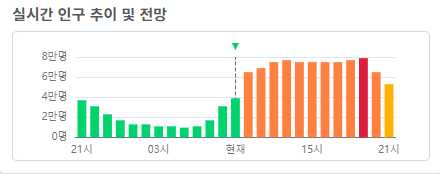 실시간 인구 추이 및 전망
8만명
6만명
4만명
2만명
0명
21시 03시 현재 15시 21시